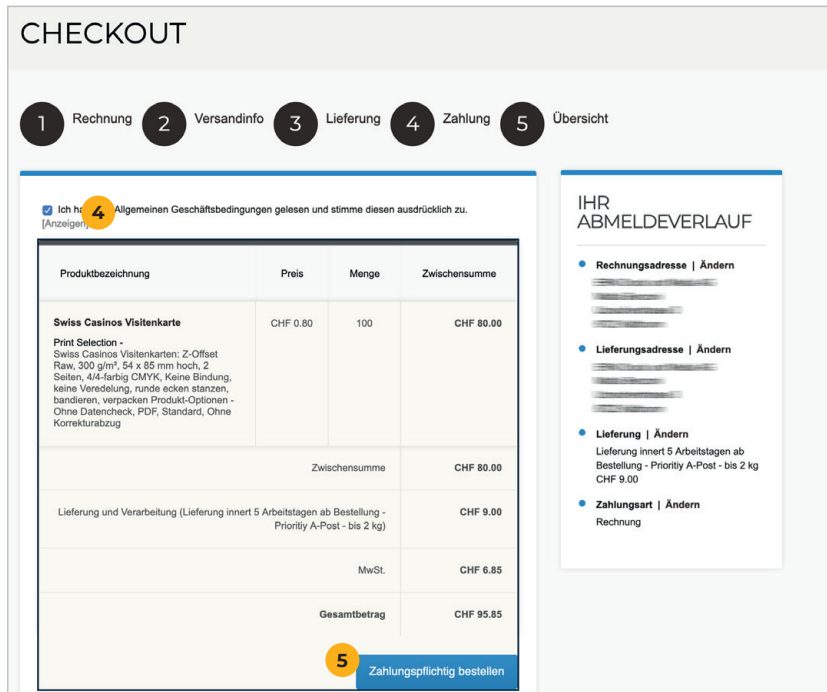 CHECKOUT
1 Rechnung 2 Versandinfo 3 Lieferung 4 Zahlung 5 Übersicht
Ich ha 4 Allgemeinen Geschäftsbedingungen gelesen und stimme diesen ausdrücklich zu.
[Anzeigen]
Produktbezeichnung Preis Menge Zwischensumme
Swiss Casinos Visitenkarte CHF 0.80 100 CHF 80.00
Print Selection -
Swiss Casinos Visitenkarten: Z-Offset
Raw, 300 g/m², 54 x 85 mm hoch, 2
Seiten, 4/4-farbig CMYK, Keine Bindung,
keine Veredelung, runde ecken stanzen,
bandieren, verpacken Produkt-Optionen -
Ohne Datencheck, PDF, Standard, Ohne
Korrekturabzug
Zwischensumme CHF 80.00
Lieferung und Verarbeitung (Lieferung innert 5 Arbeitstagen ab Bestellung - CHF 9.00
Prioritiy A-Post - bis 2 kg)
MwSt. CHF 6.85
Gesamtbetrag CHF 95.85
5 Zahlungspflichtig bestellen
IHR
ABMELDEVERLAUF
Rechnungsadresse | Ändern
Lieferungsadresse | Ändern
Lieferung | Ändern
Lieferung innert 5 Arbeitstagen ab
Bestellung - Prioritiy A-Post - bis 2 kg
CHF 9.00
Zahlungsart | Ändern
Rechnung